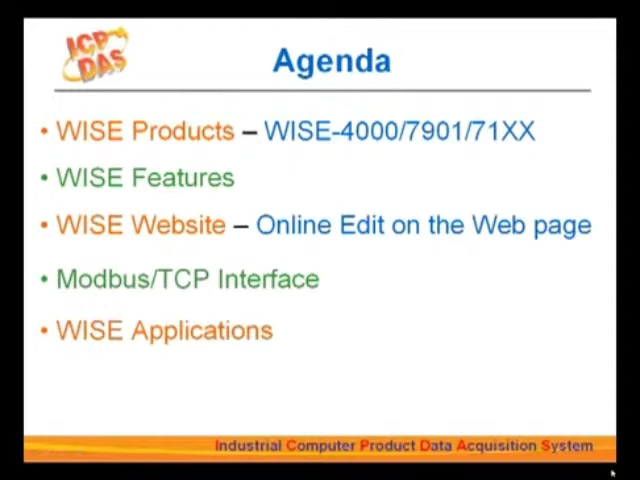 ICP
DAS
Agenda
• WISE Products – WISE-4000/7901/71XX
• WISE Features
• WISE Website – Online Edit on the Web page
• Modbus/TCP Interface
• WISE Applications
Industrial Computer Product Data Acquisition System